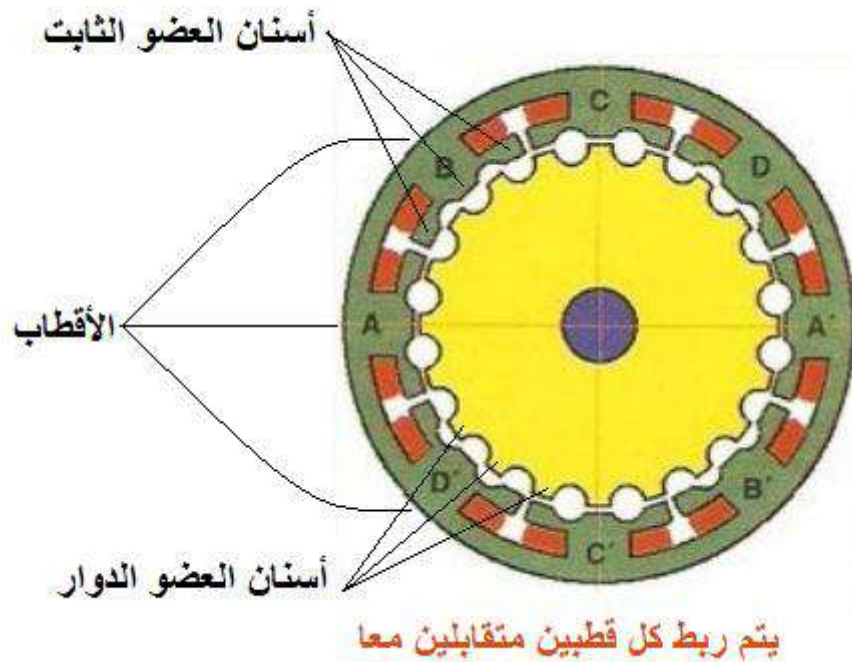 أسنان العضو الثابت
C
B
D
الأقطاب
A
A´
D´
B´
C´
أسنان العضو الدوار
يتم ربط كل قطبين متقابلين معا